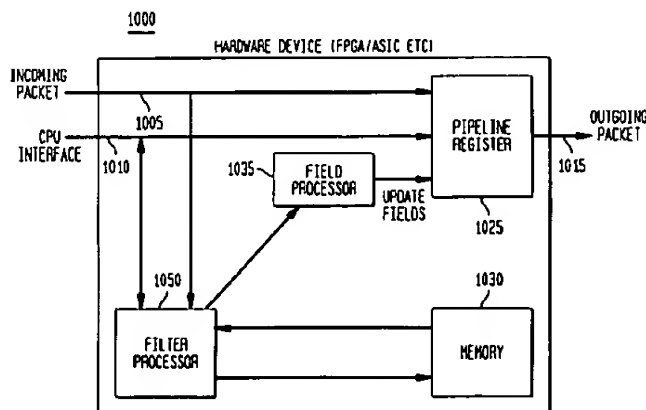 1000
HARDWARE DEVICE (FPGA/ASIC ETC)
INCOMING
PACKET
1005
CPU
INTERFACE
1010
PIPELINE
REGISTER
1025
OUTGOING
PACKET
1015
1035
FIELD
PROCESSOR
UPDATE
FIELDS
1050
FILTER
PROCESSOR
1030
MEMORY